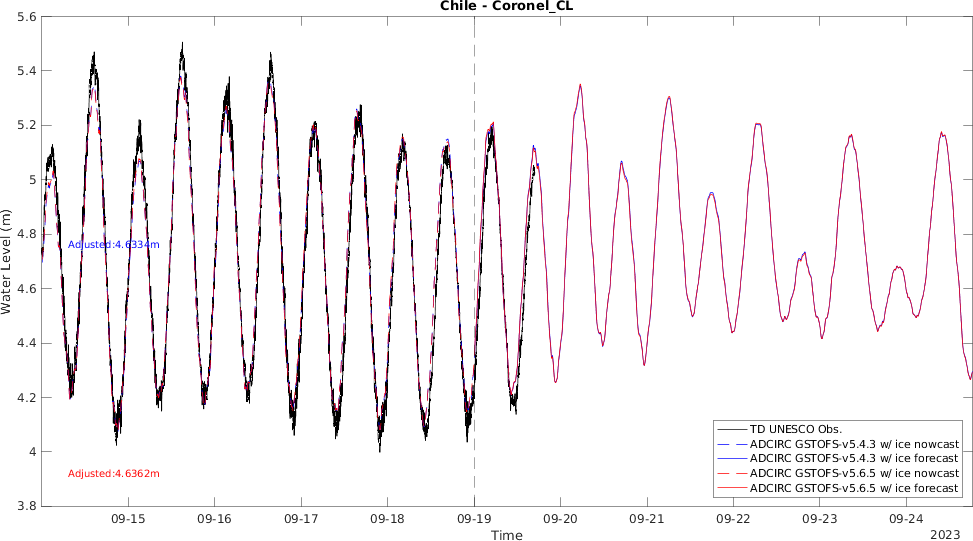 Chile - Coronel_CL
5.6
5.4
5.2
5
4.8
4.6
4.4
4.2
4
3.8
Water Level (m)
Adjusted:4.6334m
Adjusted:4.6362m
TD UNESCO Obs.
ADCIRC GSTOFS-v5.4.3 w/ ice nowcast
ADCIRC GSTOFS-v5.4.3 w/ ice forecast
ADCIRC GSTOFS-v5.6.5 w/ ice nowcast
ADCIRC GSTOFS-v5.6.5 w/ ice forecast
09-15 09-16 09-17 09-18 09-19 09-20 09-21 09-22 09-23 09-24
Time
2023